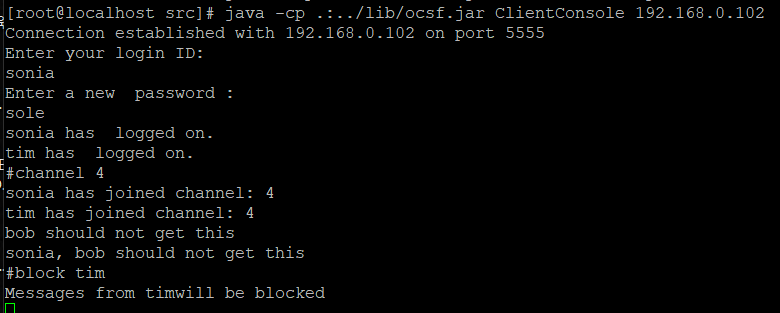 [root@localhost src]# java -cp .:../lib/ocsf.jar ClientConsole 192.168.0.102
Connection established with 192.168.0.102 on port 5555
Enter your login ID:
sonia
Enter a new  password :
sole
sonia has  logged on.
tim has  logged on.
#channel 4
sonia has joined channel: 4
tim has joined channel: 4
bob should not get this
sonia, bob should not get this
#block tim
Messages from timwill be blocked